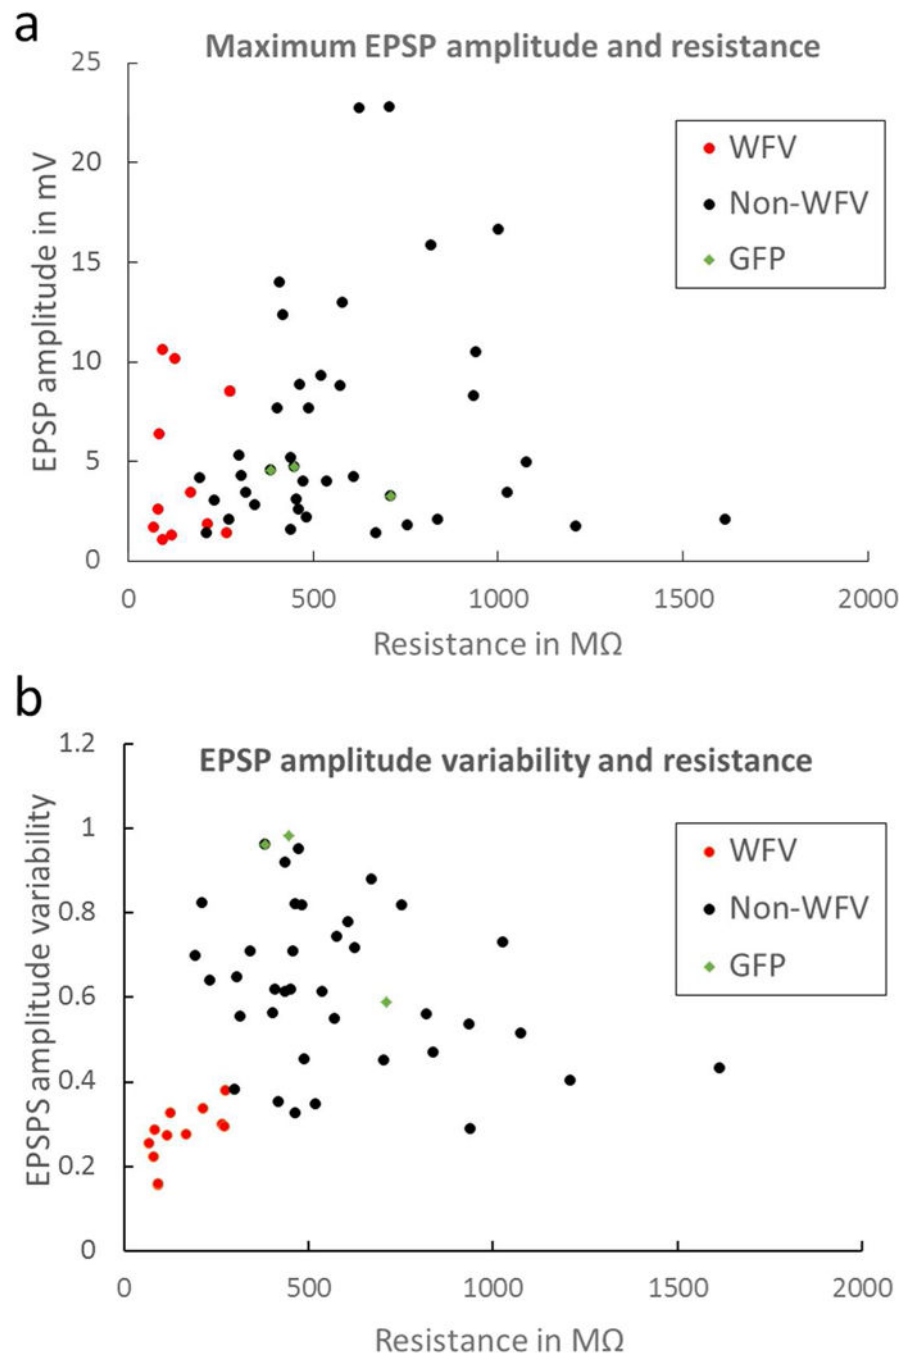 a
Maximum EPSP amplitude and resistance
25
20
15
10
5
0
EPSP amplitude in mV
WFV
Non-WFV
GFP
0 500 1000 1500 2000
Resistance in MΩ
b
EPSP amplitude variability and resistance
1.2
1
0.8
0.6
0.4
0.2
0
EPSPS amplitude variability
WFV
Non-WFV
GFP
0 500 1000 1500 2000
Resistance in MΩ